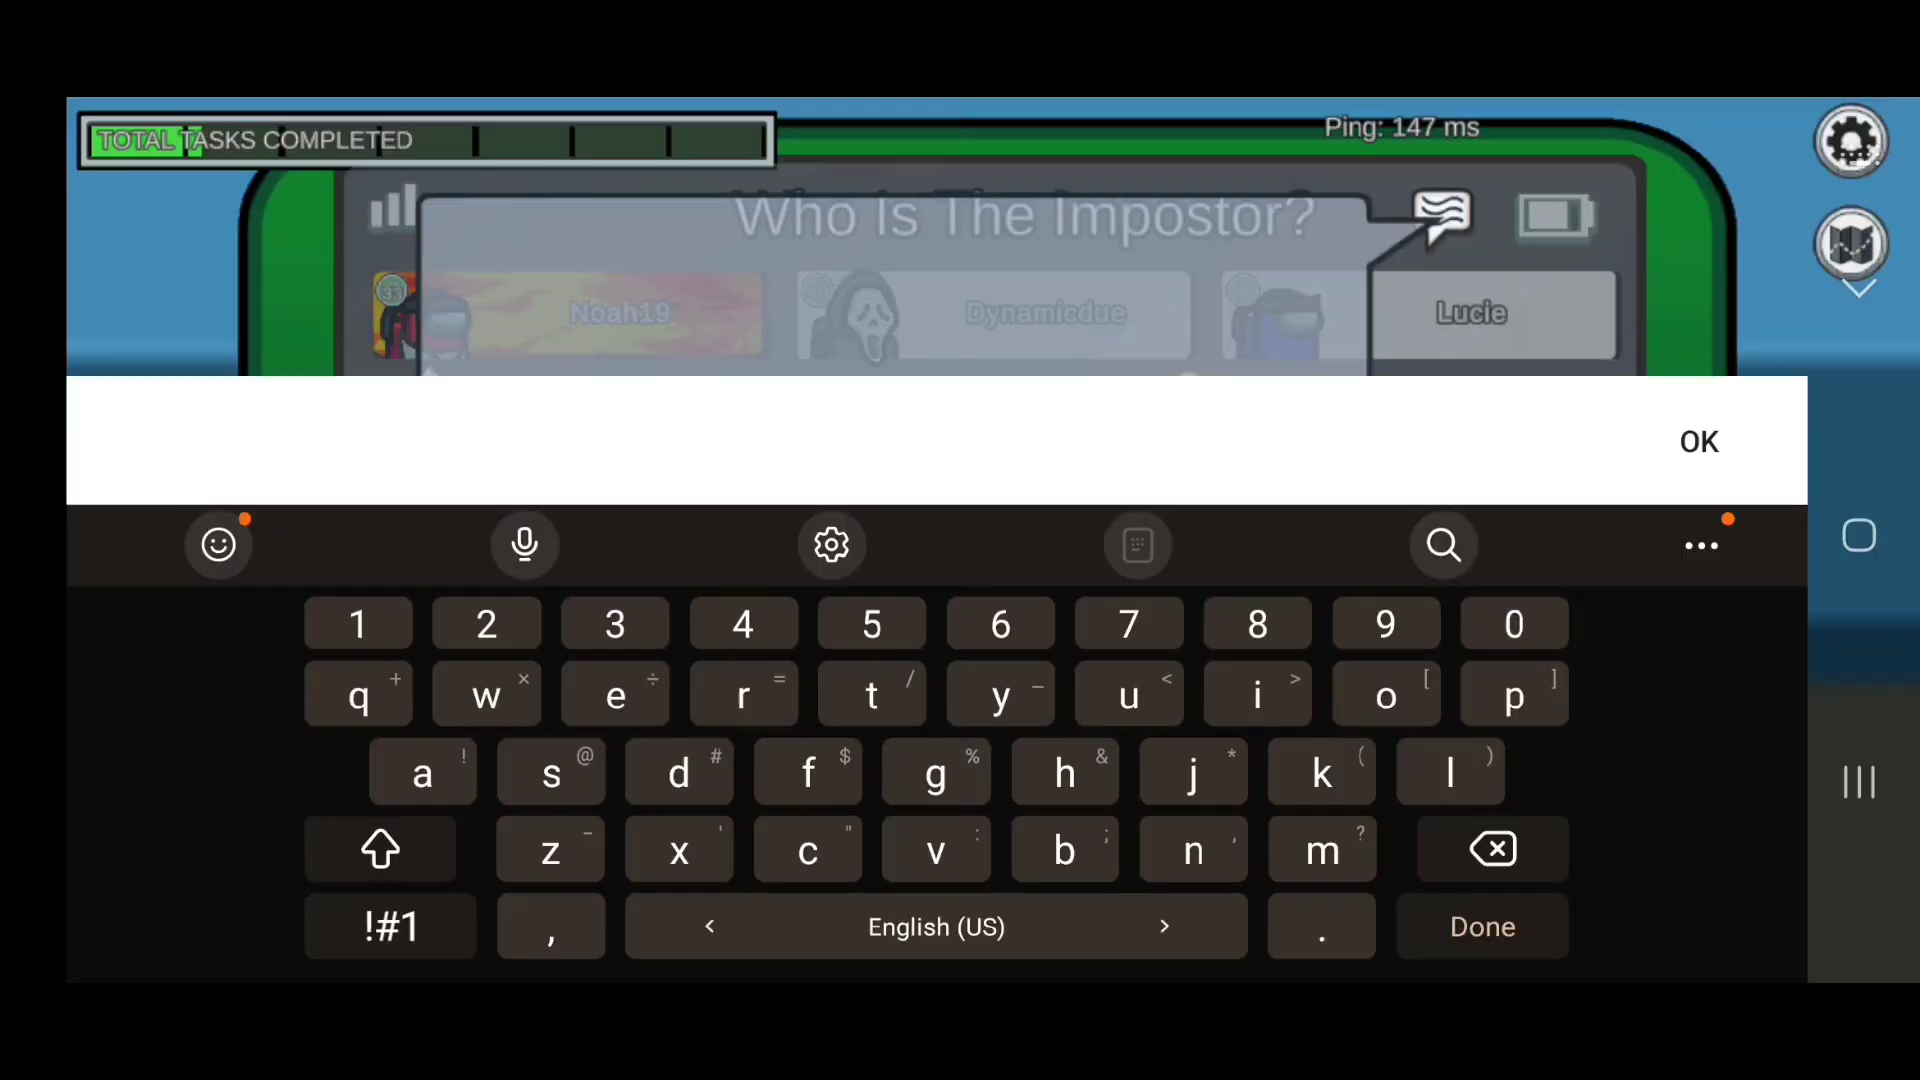 TOTAL TASKS COMPLETED
Ping: 147 ms
Who Is The Impostor?
33
Noah19
Dynamicdue
Lucie
OK
1 2 3 4 5 6 7 8 9 0
q + w × e ÷ r = t / y _ u < i > o [ p ]
a ! s @ d # f $ g % h & j * k ( l )
z - x ' c " v : b ; n , m ?
!#1 , < English (US) > . Done